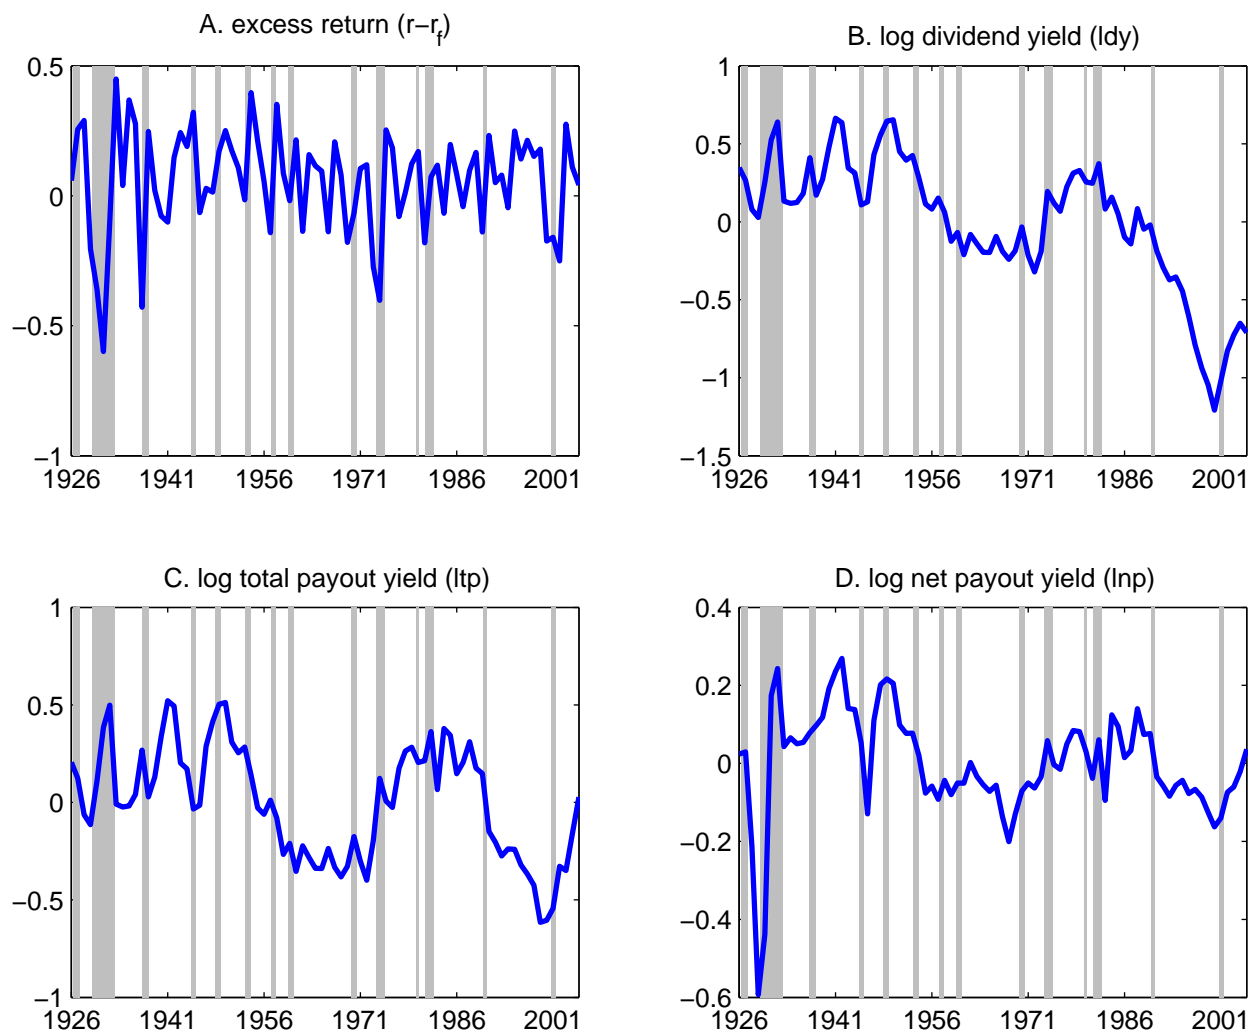 A. excess return (r−rf)
0.5
0
−0.5
−1
1926 1941 1956 1971 1986 2001
B. log dividend yield (ldy)
1
0.5
0
−0.5
−1
−1.5
1926 1941 1956 1971 1986 2001
C. log total payout yield (ltp)
1
0.5
0
−0.5
−1
1926 1941 1956 1971 1986 2001
D. log net payout yield (lnp)
0.4
0.2
0
−0.2
−0.4
−0.6
1926 1941 1956 1971 1986 2001